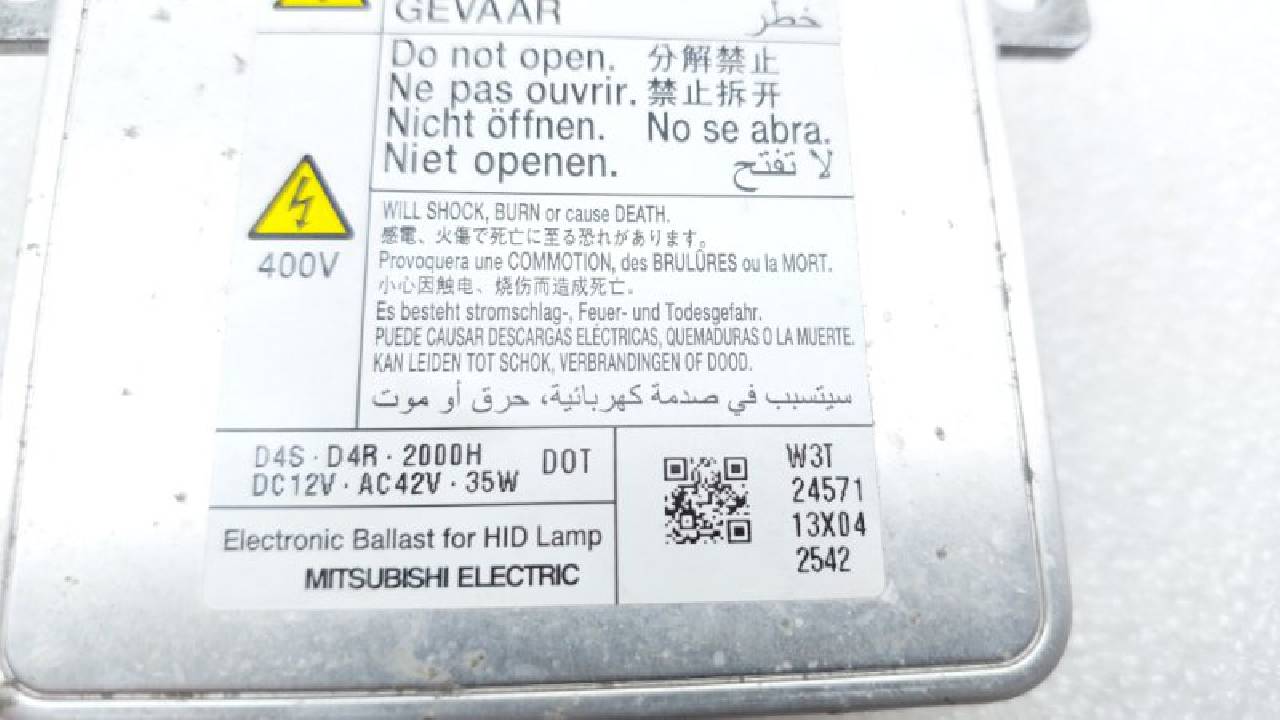 GEVAAR خطر
Do not open. 分解禁止
Ne pas ouvrir. 禁止拆开
Nicht öffnen. No se abra.
Niet openen. لا تفتح
400V
WILL SHOCK, BURN or cause DEATH.
感電、火傷で死亡に至る恐れがあります。
Provoquera une COMMOTION, des BRULÛRES ou la MORT.
小心因触电、烧伤而造成死亡。
Es besteht stromschlag-, Feuer- und Todesgefahr.
PUEDE CAUSAR DESCARGAS ELÉCTRICAS, QUEMADURAS O LA MUERTE.
KAN LEIDEN TOT SCHOK, VERBRANDINGEN OF DOOD.
سيتسبب في صدمة كهربائية، حرق أو موت
D4S · D4R · 2000H DOT
DC12V · AC42V · 35W
Electronic Ballast for HID Lamp
MITSUBISHI ELECTRIC
W3T
24571
13X04
2542